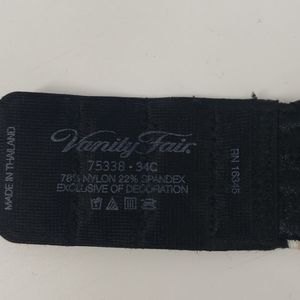 Vanity Fair
75338 - 34C
78% NYLON 22% SPANDEX
EXCLUSIVE OF DECORATION
MADE IN THAILAND
RN 16345